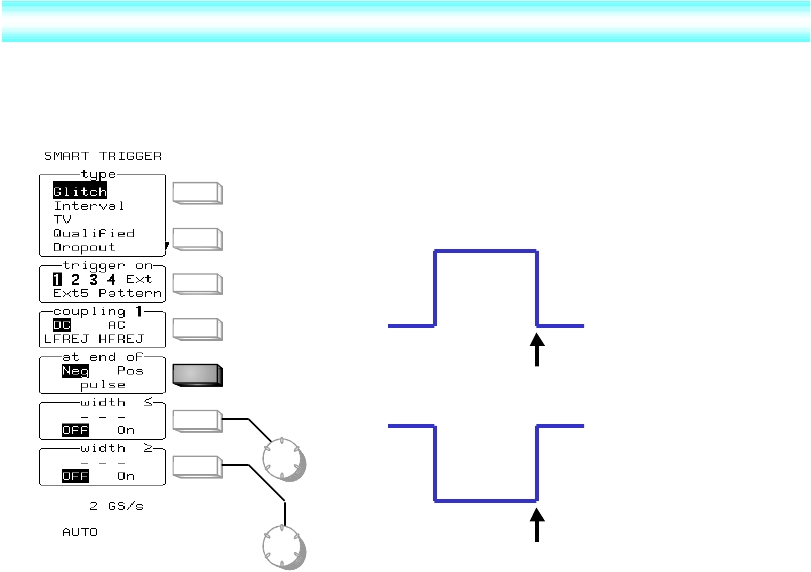 SMART TRIGGER
type
Glitch
Interval
TV
Qualified
Dropout
trigger on
1 2 3 4 Ext
Ext5 Pattern
coupling 1
DC AC
LFREJ HFREJ
at end of
Neg Pos
pulse
width ≤
- - -
OFF On
width ≥
- - -
OFF On
2 GS/s
AUTO